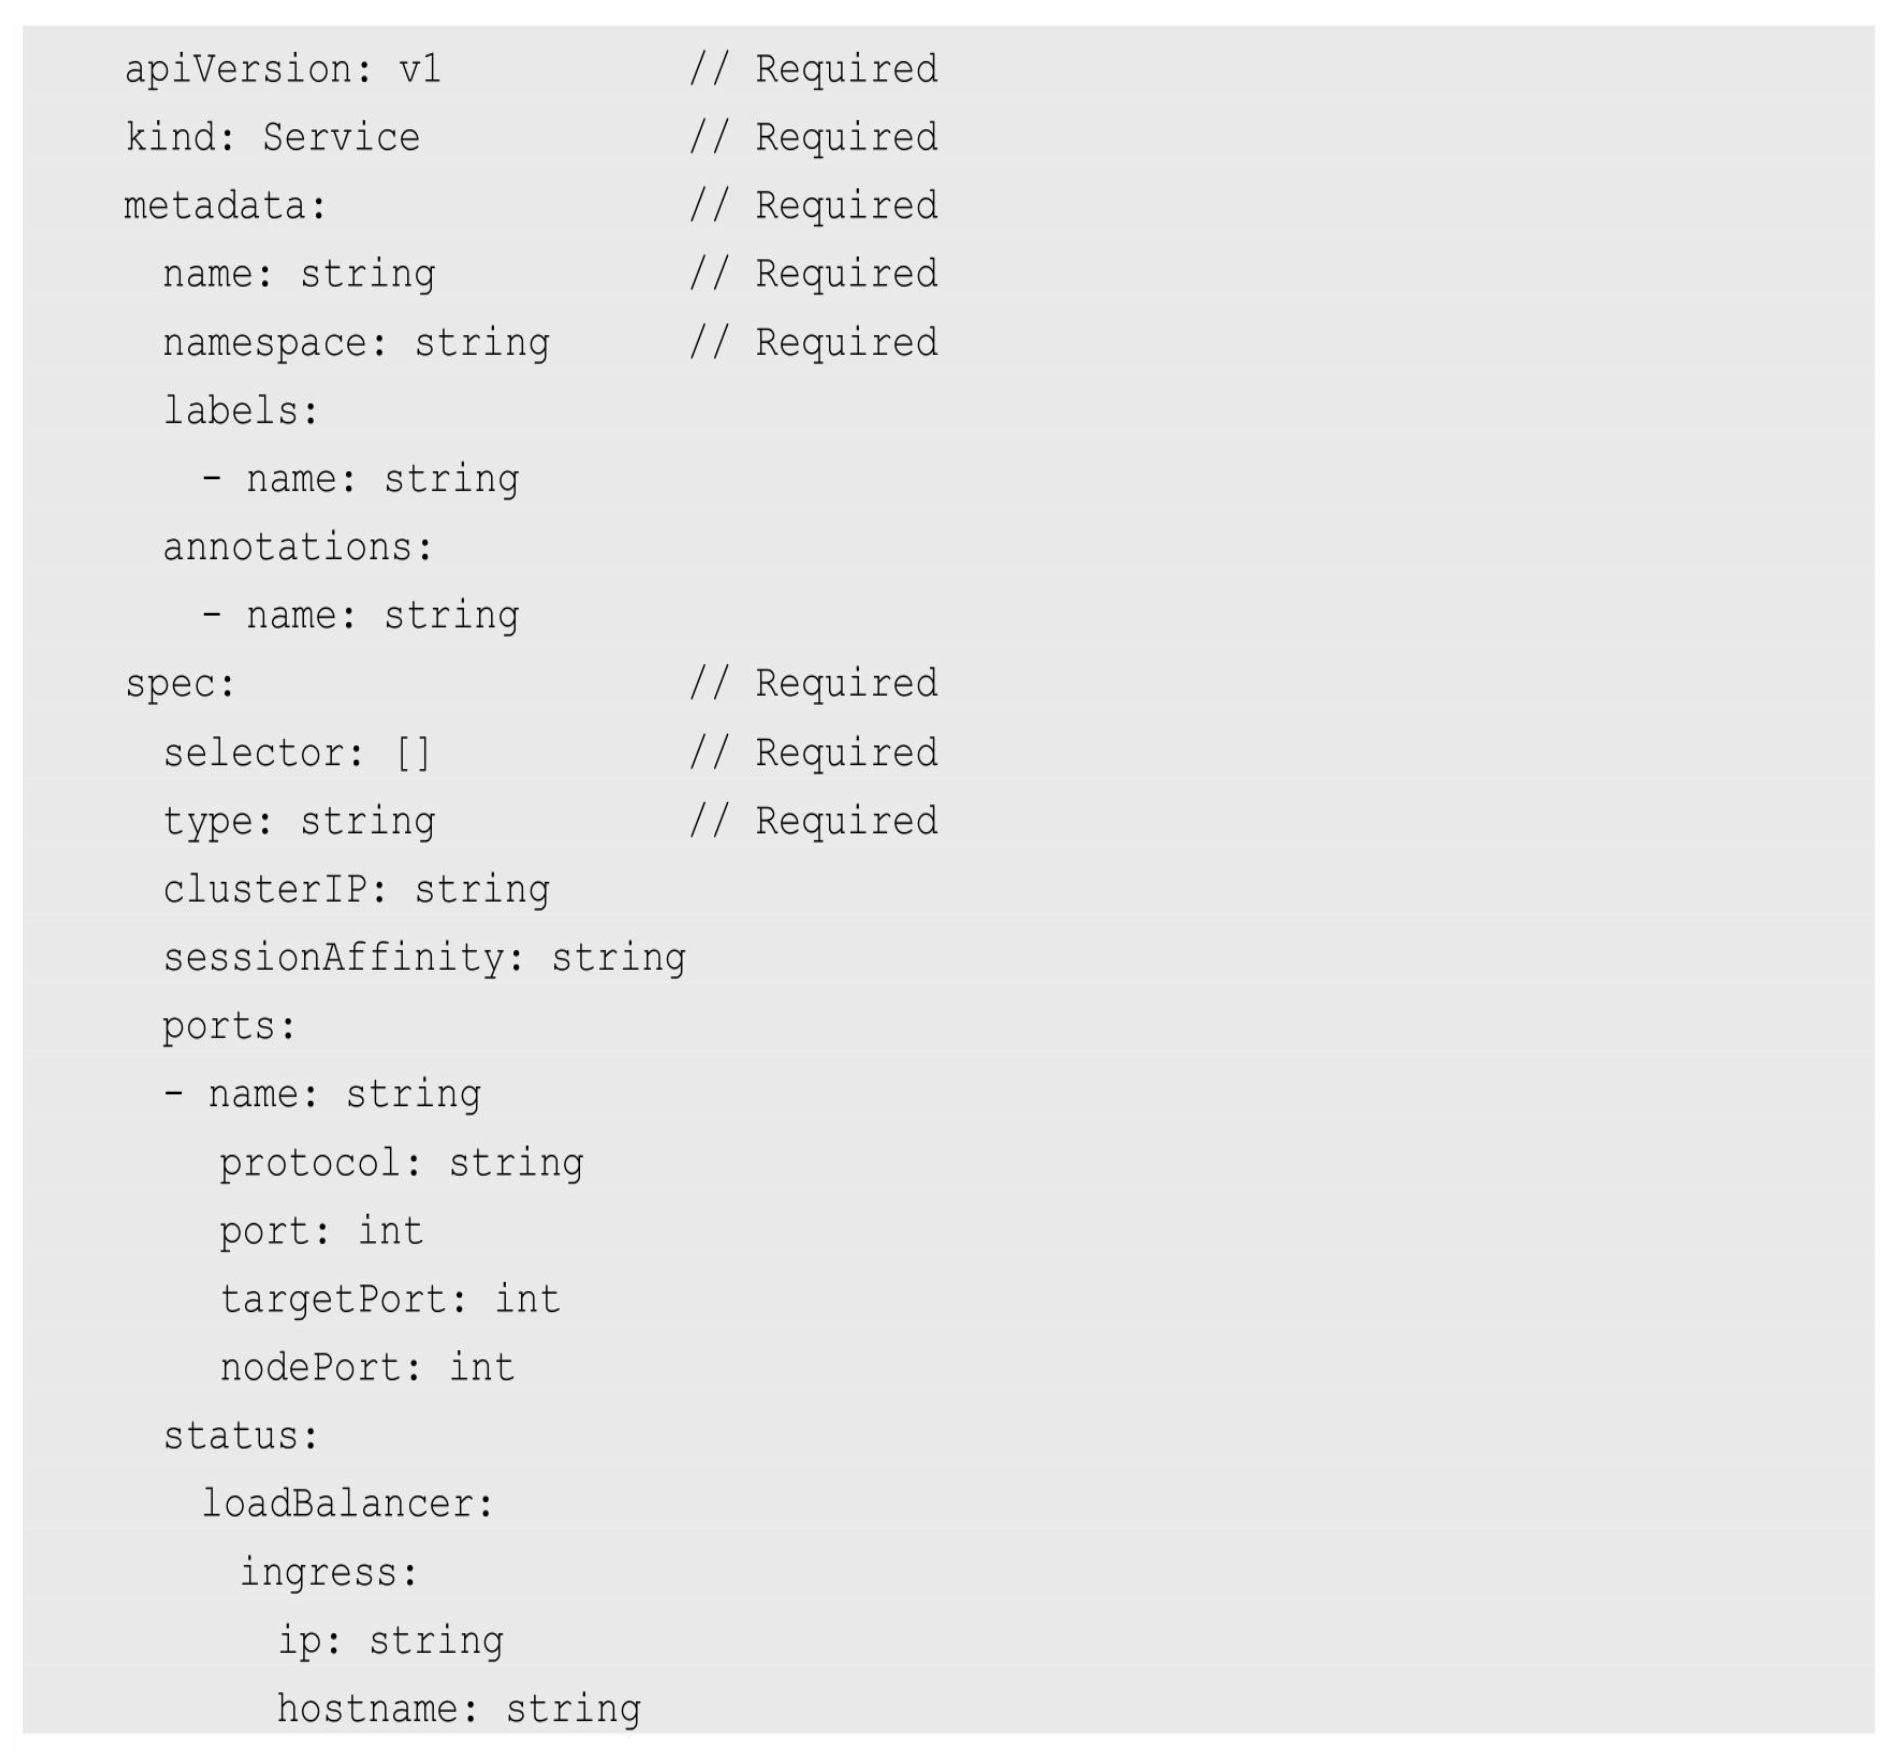 apiVersion: v1             // Required
kind: Service              // Required
metadata:                  // Required
  name: string             // Required
  namespace: string        // Required
  labels:
    - name: string
  annotations:
    - name: string
spec:                      // Required
  selector: []             // Required
  type: string             // Required
  clusterIP: string
  sessionAffinity: string
  ports:
  - name: string
     protocol: string
     port: int
     targetPort: int
     nodePort: int
  status:
    loadBalancer:
      ingress:
        ip: string
        hostname: string